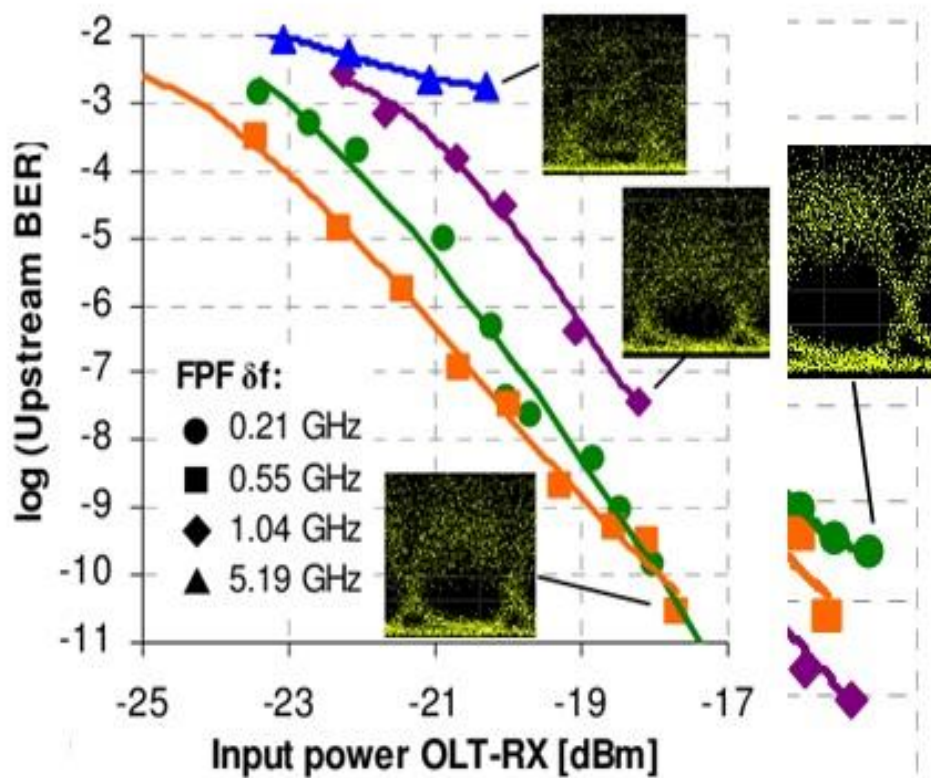 log (Upstream BER)
-2
-3
-4
-5
-6
-7
-8
-9
-10
-11
FPF δf:
0.21 GHz
0.55 GHz
1.04 GHz
5.19 GHz
-25 -23 -21 -19 -17
Input power OLT-RX [dBm]